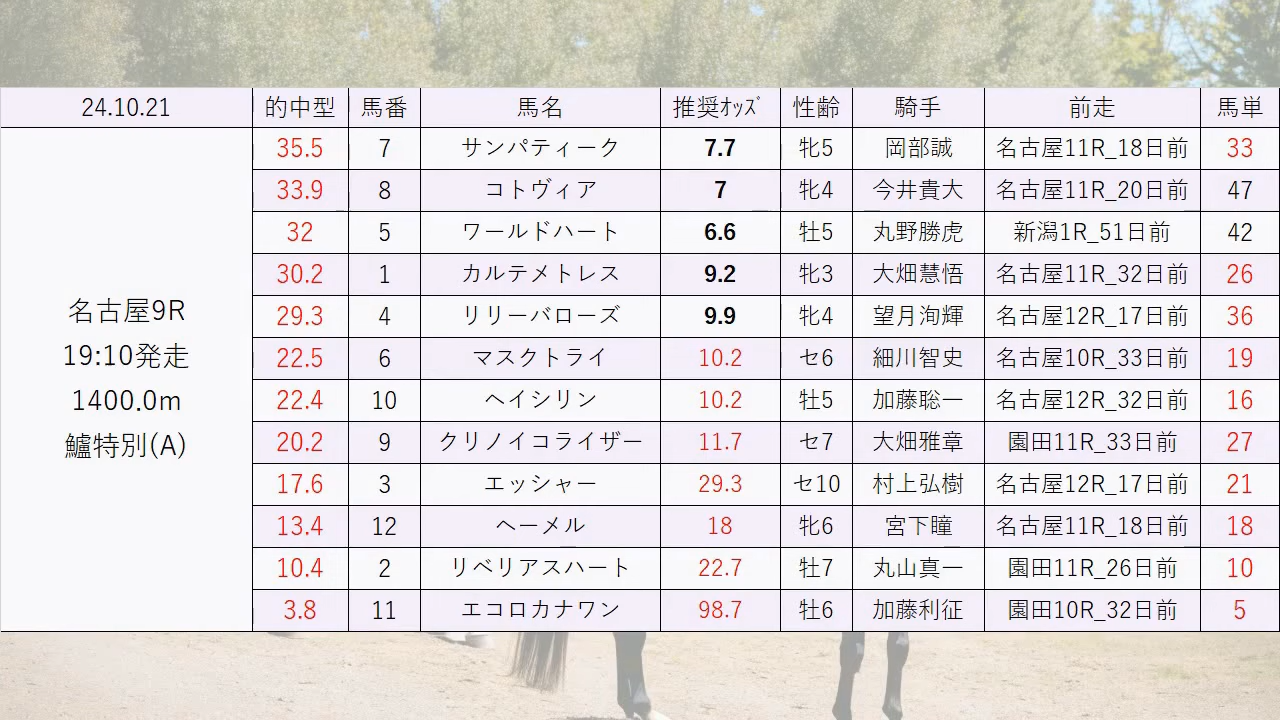 24.10.21 的中型 馬番 馬名 推奨ｵｯｽﾞ 性齢 騎手 前走 馬単
名古屋9R
19:10発走
1400.0m
鱸特別(A)
35.5 7 サンパティーク 7.7 牝5 岡部誠 名古屋11R_18日前 33
33.9 8 コトヴィア 7 牝4 今井貴大 名古屋11R_20日前 47
32 5 ワールドハート 6.6 牡5 丸野勝虎 新潟1R_51日前 42
30.2 1 カルテメトレス 9.2 牝3 大畑慧悟 名古屋11R_32日前 26
29.3 4 リリーバローズ 9.9 牝4 望月洵輝 名古屋12R_17日前 36
22.5 6 マスクトライ 10.2 セ6 細川智史 名古屋10R_33日前 19
22.4 10 ヘイシリン 10.2 牡5 加藤聡一 名古屋12R_32日前 16
20.2 9 クリノイコライザー 11.7 セ7 大畑雅章 園田11R_33日前 27
17.6 3 エッシャー 29.3 セ10 村上弘樹 名古屋12R_17日前 21
13.4 12 ヘーメル 18 牝6 宮下瞳 名古屋11R_18日前 18
10.4 2 リベリアスハート 22.7 牡7 丸山真一 園田11R_26日前 10
3.8 11 エコロカナワン 98.7 牡6 加藤利征 園田10R_32日前 5